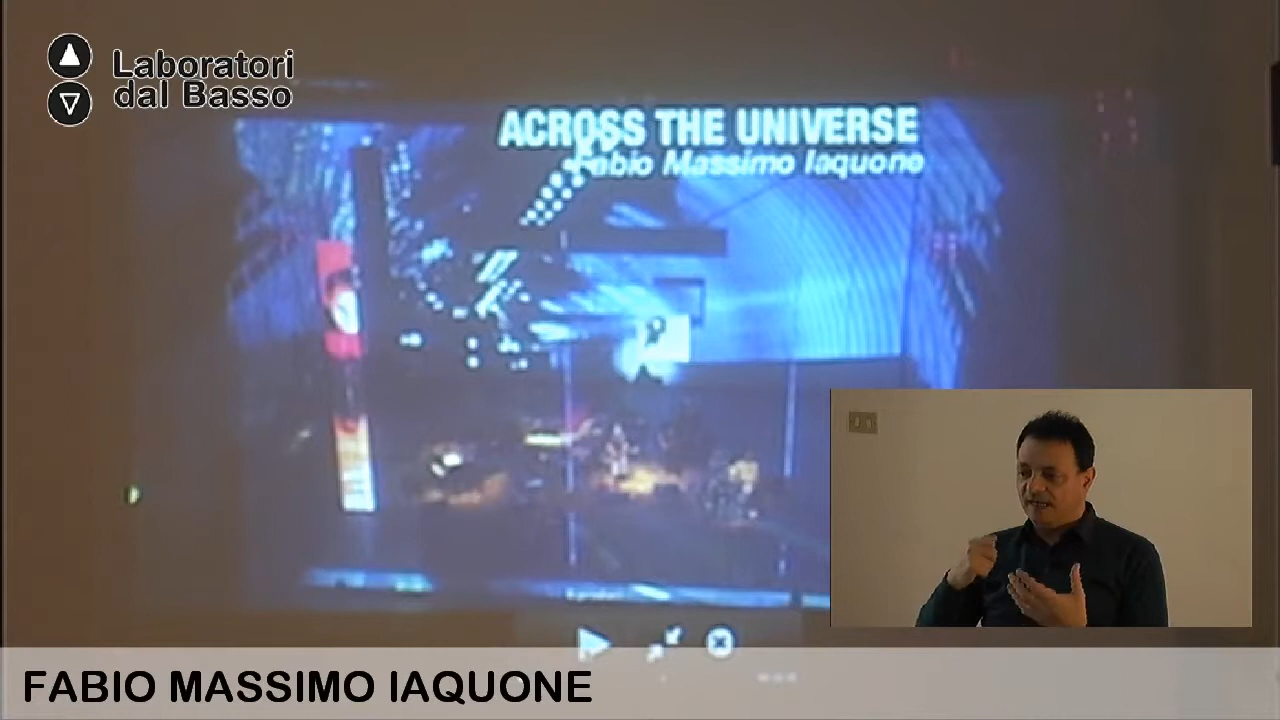 Laboratori
dal Basso
ACROSS THE UNIVERSE
Fabio Massimo Iaquone
FABIO MASSIMO IAQUONE